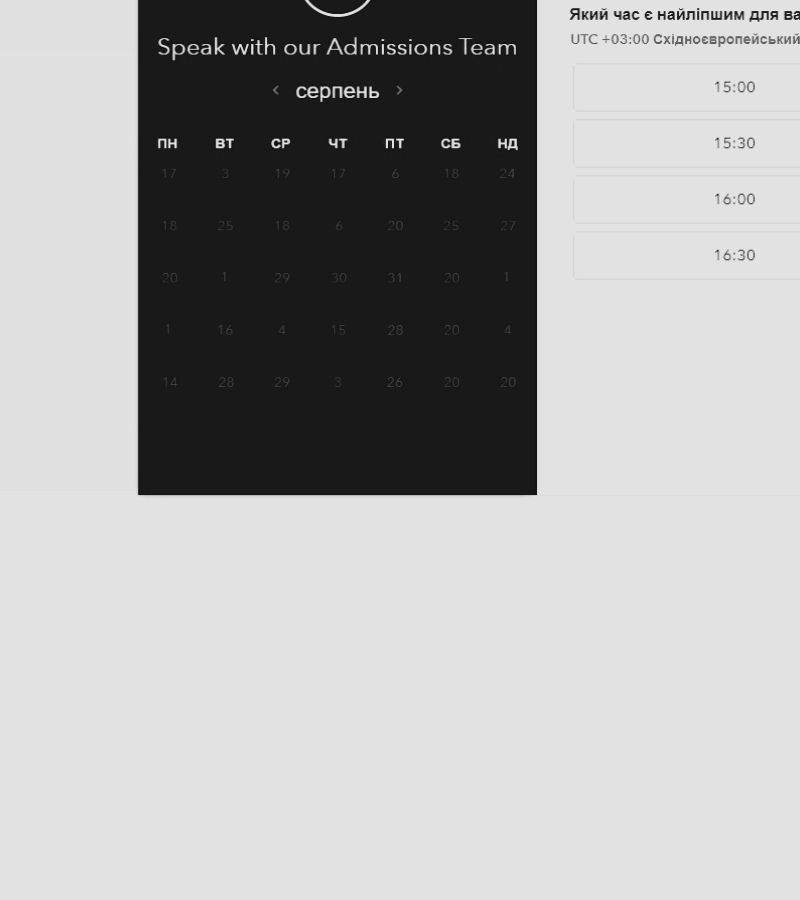 Speak with our Admissions Team
‹ серпень ›
ПН ВТ СР ЧТ ПТ СБ НД
17 3 19 17 6 18 24
18 25 18 6 20 25 27
20 1 29 30 31 20 1
1 16 4 15 28 20 4
14 28 29 3 26 20 20
Який час є найліпшим для ва
UTC +03:00 Східноєвропейський
15:00
15:30
16:00
16:30